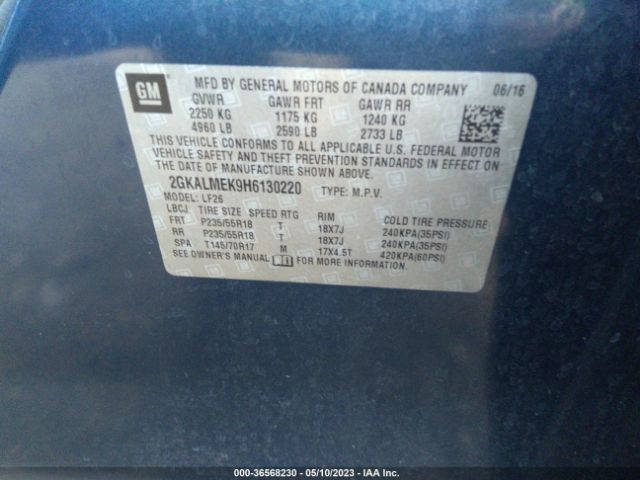 GM
MFD BY GENERAL MOTORS OF CANADA COMPANY 06/16
GVWR GAWR FRT GAWR RR
2250 KG 1175 KG 1240 KG
4960 LB 2590 LB 2733 LB
THIS VEHICLE CONFORMS TO ALL APPLICABLE U.S. FEDERAL MOTOR
VEHICLE SAFETY AND THEFT PREVENTION STANDARDS IN EFFECT ON
THE DATE OF MANUFACTURE SHOWN ABOVE.
2GKALMEK9H6130220 TYPE: M.P.V.
MODEL: LF26
LBCJ TIRE SIZE SPEED RTG RIM COLD TIRE PRESSURE
FRT P235/55R18 T 18X7J 240KPA(35PSI)
RR P235/55R18 T 18X7J 240KPA(35PSI)
SPA T145/70R17 M 17X4.5T 420KPA(60PSI)
SEE OWNER'S MANUAL FOR MORE INFORMATION.
000-36568230 — 05/10/2023 — IAA Inc.